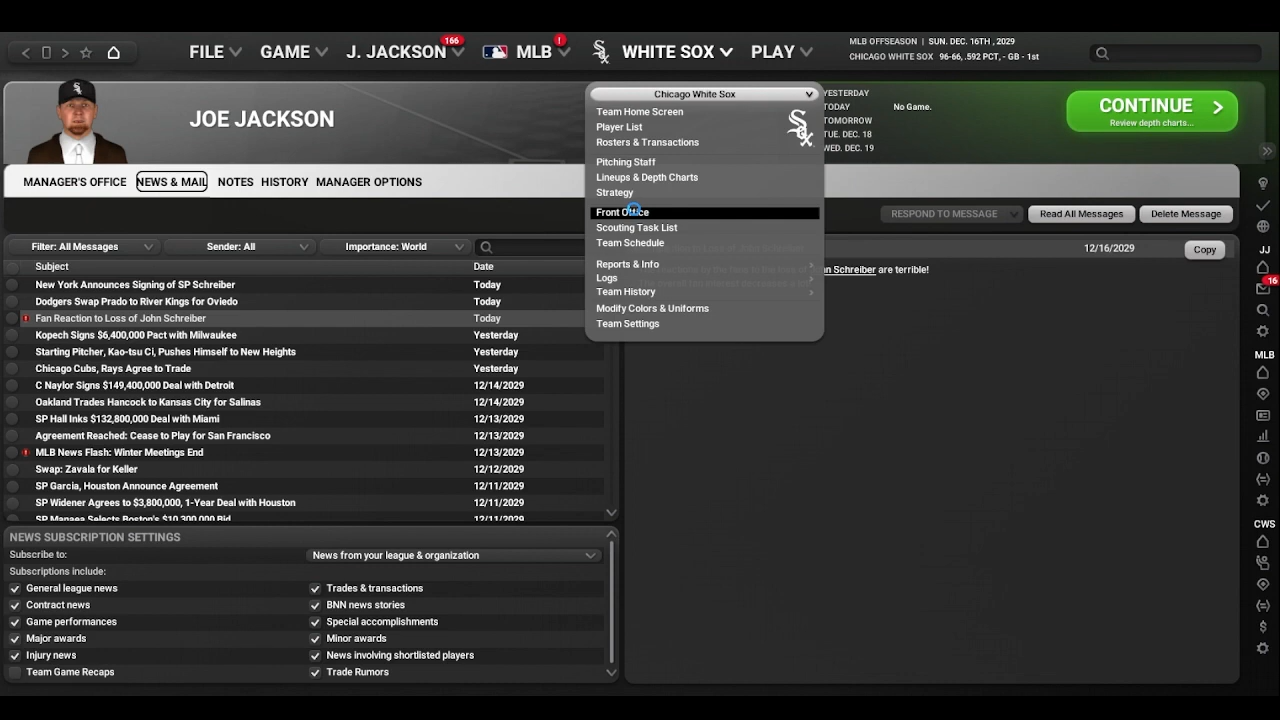 FILE GAME J. JACKSON 166 MLB ! WHITE SOX PLAY
MLB OFFSEASON | SUN. DEC. 16TH , 2029
CHICAGO WHITE SOX 96-66, .592 PCT, - GB - 1st
JOE JACKSON
Chicago White Sox
Team Home Screen
Player List
Rosters & Transactions
Pitching Staff
Lineups & Depth Charts
Strategy
Front Office
Scouting Task List
Team Schedule
Reports & Info
Logs
Team History
Modify Colors & Uniforms
Team Settings
YESTERDAY
TODAY No Game.
TOMORROW
TUE. DEC. 18
WED. DEC. 19
CONTINUE
Review depth charts...
MANAGER'S OFFICE NEWS & MAIL NOTES HISTORY MANAGER OPTIONS
RESPOND TO MESSAGE Read All Messages Delete Message
Filter: All Messages Sender: All Importance: World
12/16/2029 Copy
Schreiber are terrible!
Subject Date
New York Announces Signing of SP Schreiber Today
Dodgers Swap Prado to River Kings for Oviedo Today
Fan Reaction to Loss of John Schreiber Today
Kopech Signs $6,400,000 Pact with Milwaukee Yesterday
Starting Pitcher, Kao-tsu Ci, Pushes Himself to New Heights Yesterday
Chicago Cubs, Rays Agree to Trade Yesterday
C Naylor Signs $149,400,000 Deal with Detroit 12/14/2029
Oakland Trades Hancock to Kansas City for Salinas 12/14/2029
SP Hall Inks $132,800,000 Deal with Miami 12/13/2029
Agreement Reached: Cease to Play for San Francisco 12/13/2029
MLB News Flash: Winter Meetings End 12/13/2029
Swap: Zavala for Keller 12/12/2029
SP Garcia, Houston Announce Agreement 12/11/2029
SP Widener Agrees to $3,800,000, 1-Year Deal with Houston 12/11/2029
SP Manaea Selects Boston's $10,300,000 Bid 12/11/2029
NEWS SUBSCRIPTION SETTINGS
Subscribe to: News from your league & organization
Subscriptions include:
General league news Trades & transactions
Contract news BNN news stories
Game performances Special accomplishments
Major awards Minor awards
Injury news News involving shortlisted players
Team Game Recaps Trade Rumors
JJ
16
MLB
CWS